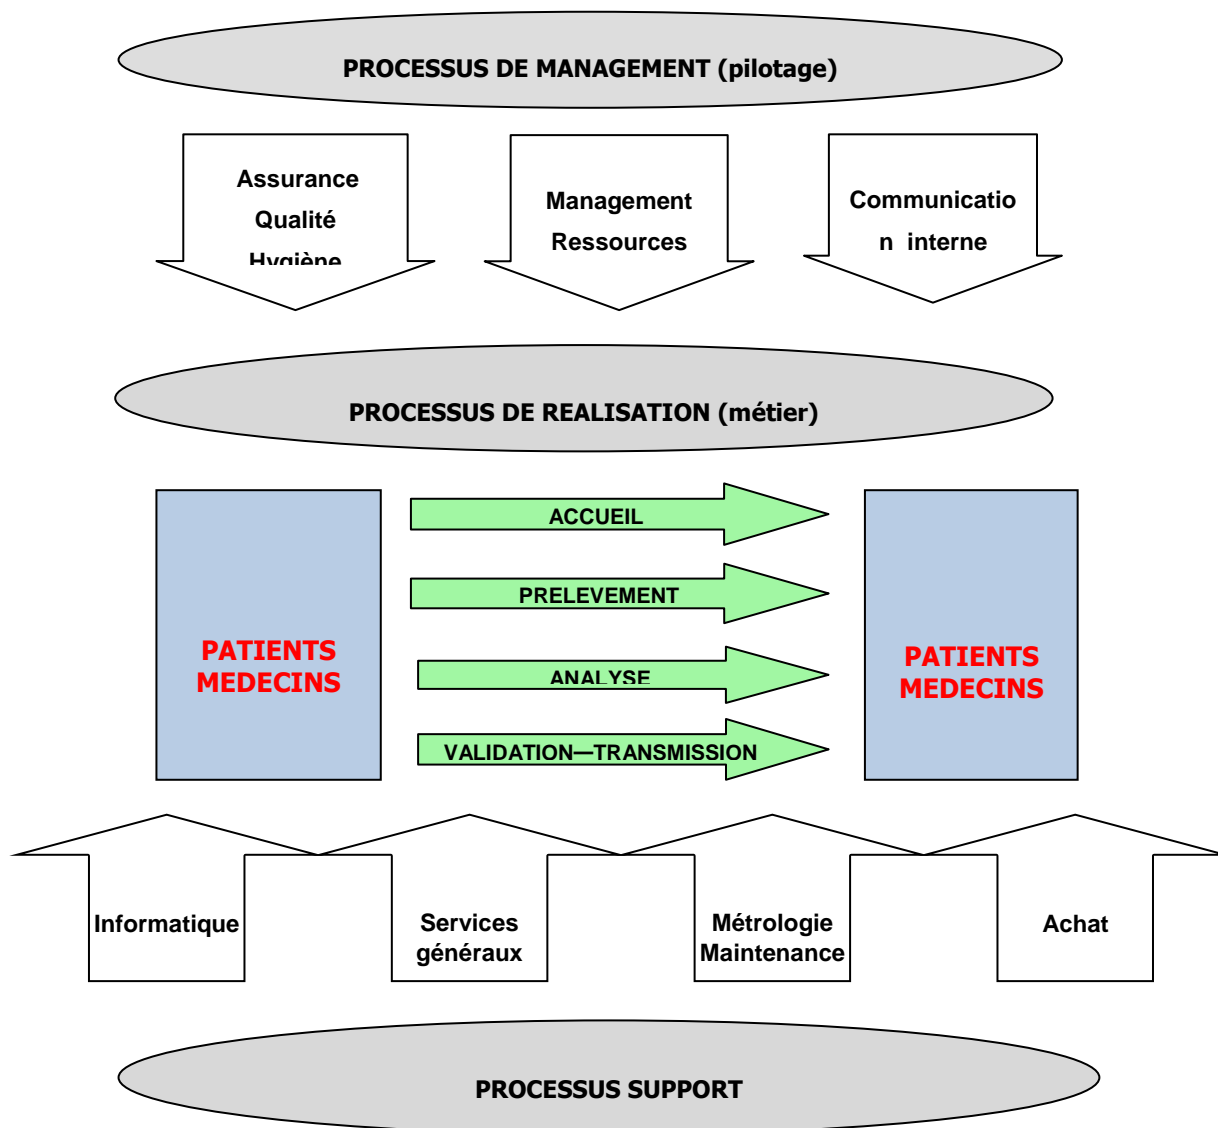 PROCESSUS DE MANAGEMENT (pilotage)
Assurance
Qualité
Hygiène
Management
Ressources
Communicatio
n interne
PROCESSUS DE REALISATION (métier)
PATIENTS
MEDECINS
ACCUEIL
PRELEVEMENT
ANALYSE
VALIDATION—TRANSMISSION
PATIENTS
MEDECINS
Informatique
Services
généraux
Métrologie
Maintenance
Achat
PROCESSUS SUPPORT